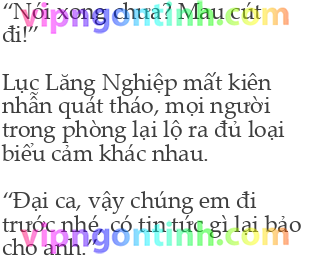 “Nói xong chưa? Mau cút
đi!”
Lục Lăng Nghiệp mất kiên
nhẫn quát tháo, mọi người
trong phòng lại lộ ra đủ loại
biểu cảm khác nhau.
“Đại ca, vậy chúng em đi
trước nhé, có tin tức gì lại bảo
cho anh.”
vipngontinh.com
vipngontinh.com